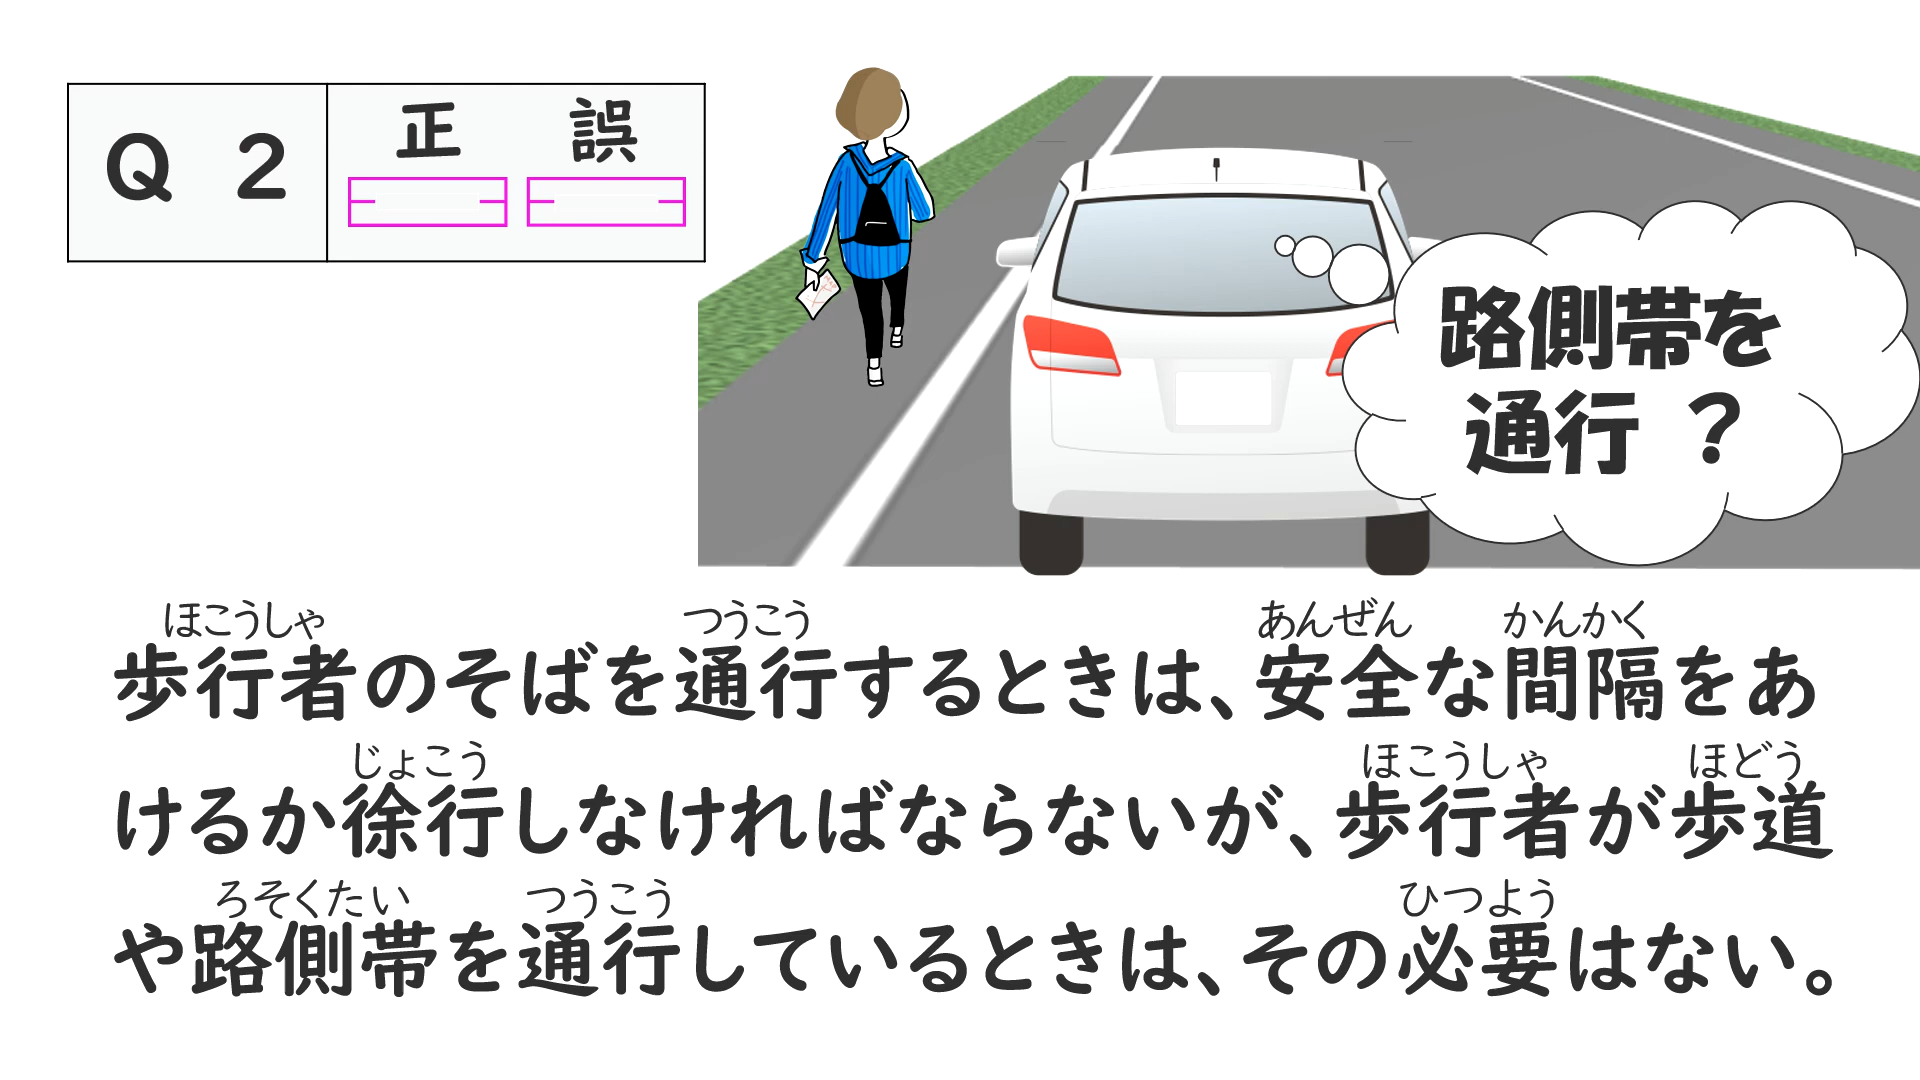 Q 2
正 誤
路側帯を
通行 ?
ほこうしゃ つうこう あんぜん かんかく
歩行者のそばを通行するときは、安全な間隔をあ
じょこう ほこうしゃ ほどう
けるか徐行しなければならないが、歩行者が歩道
ろそくたい つうこう ひつよう
や路側帯を通行しているときは、その必要はない。